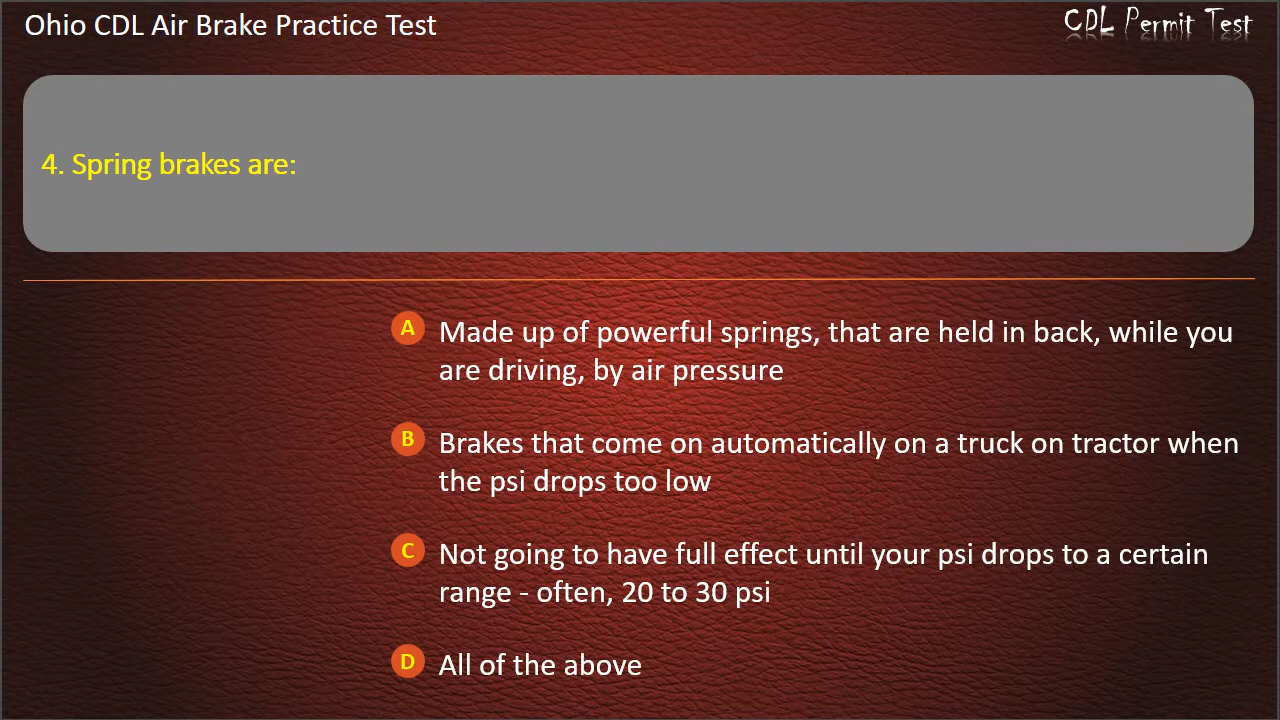 Ohio CDL Air Brake Practice Test
CDL Permit Test
4. Spring brakes are:
A Made up of powerful springs, that are held in back, while you
are driving, by air pressure
B Brakes that come on automatically on a truck on tractor when
the psi drops too low
C Not going to have full effect until your psi drops to a certain
range - often, 20 to 30 psi
D All of the above